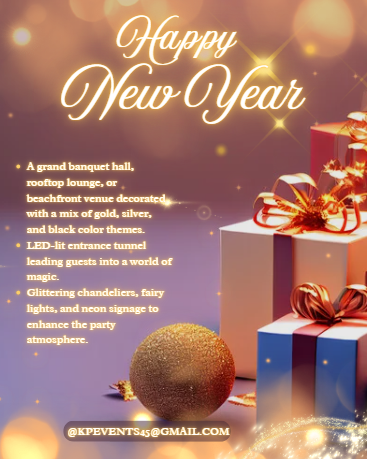 Happy
New Year
• A grand banquet hall,
rooftop lounge, or
beachfront venue decorated
with a mix of gold, silver,
and black color themes.
• LED-lit entrance tunnel
leading guests into a world of
magic.
• Glittering chandeliers, fairy
lights, and neon signage to
enhance the party
atmosphere.
@KPEVENTS45@GMAIL.COM